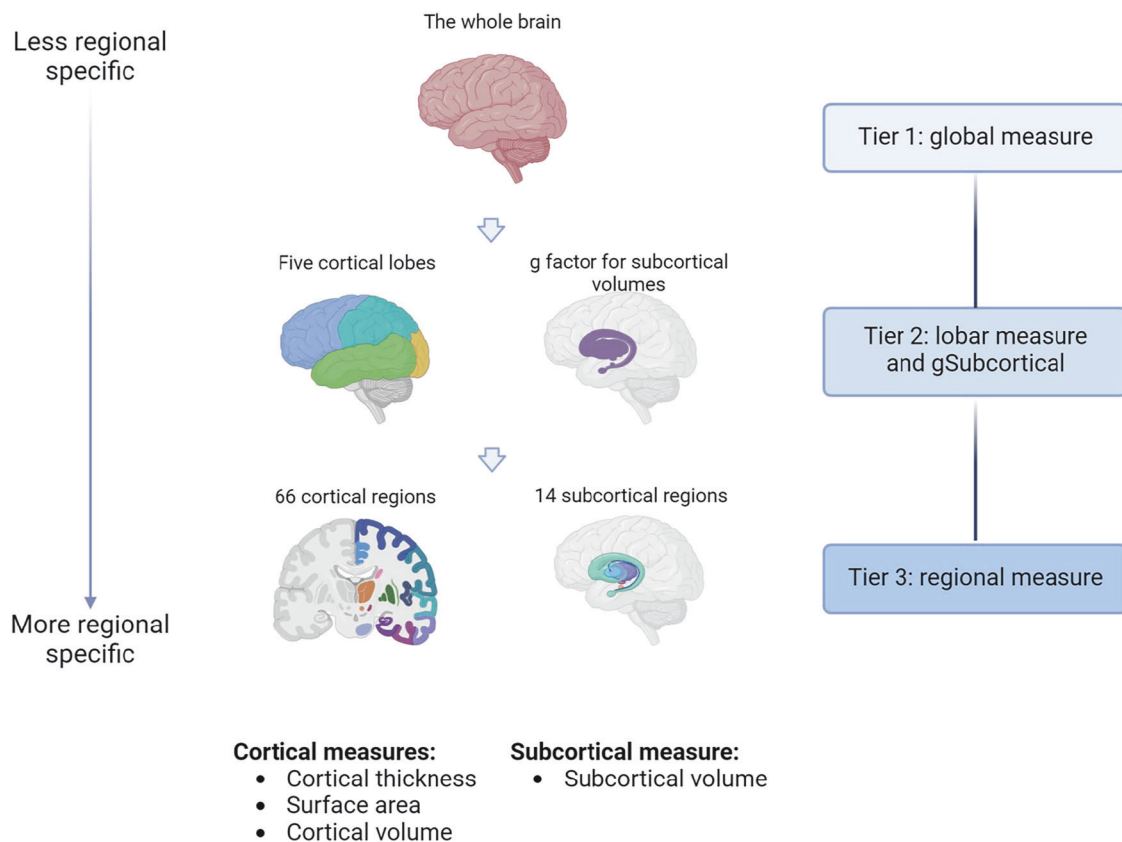 Less regional
specific
The whole brain
Tier 1: global measure
Five cortical lobes
g factor for subcortical
volumes
Tier 2: lobar measure
and gSubcortical
66 cortical regions
14 subcortical regions
Tier 3: regional measure
More regional
specific
Cortical measures:
• Cortical thickness
• Surface area
• Cortical volume
Subcortical measure:
• Subcortical volume